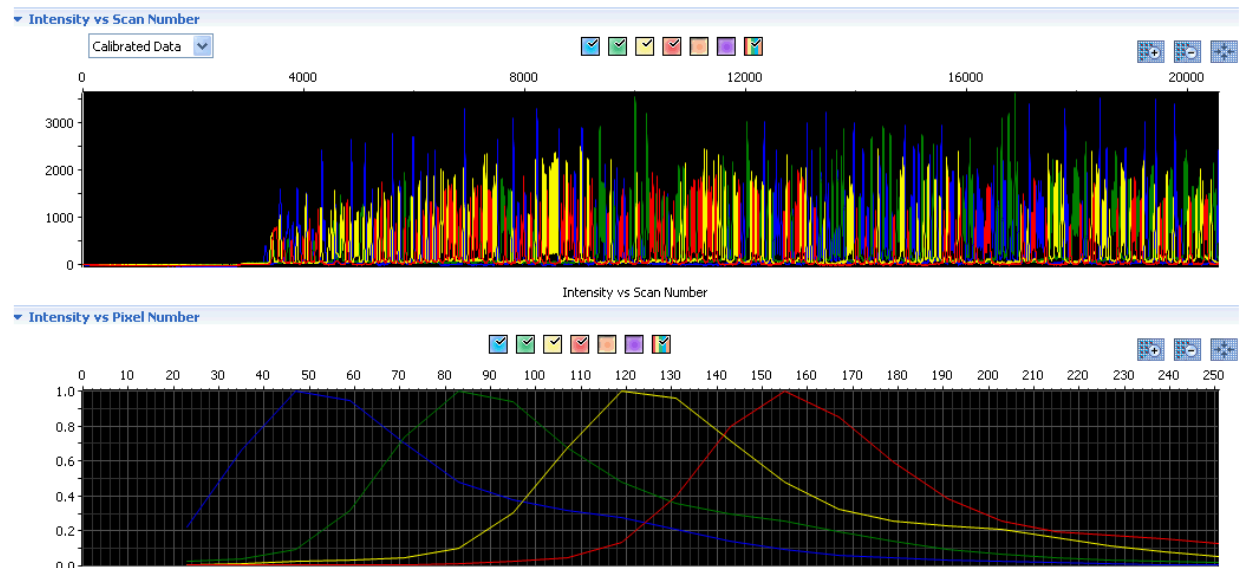 Intensity vs Scan Number
Calibrated Data
0 4000 8000 12000 16000 20000
3000
2000
1000
0
Intensity vs Scan Number
Intensity vs Pixel Number
0 10 20 30 40 50 60 70 80 90 100 110 120 130 140 150 160 170 180 190 200 210 220 230 240 250
1.0
0.8
0.6
0.4
0.2
0.0